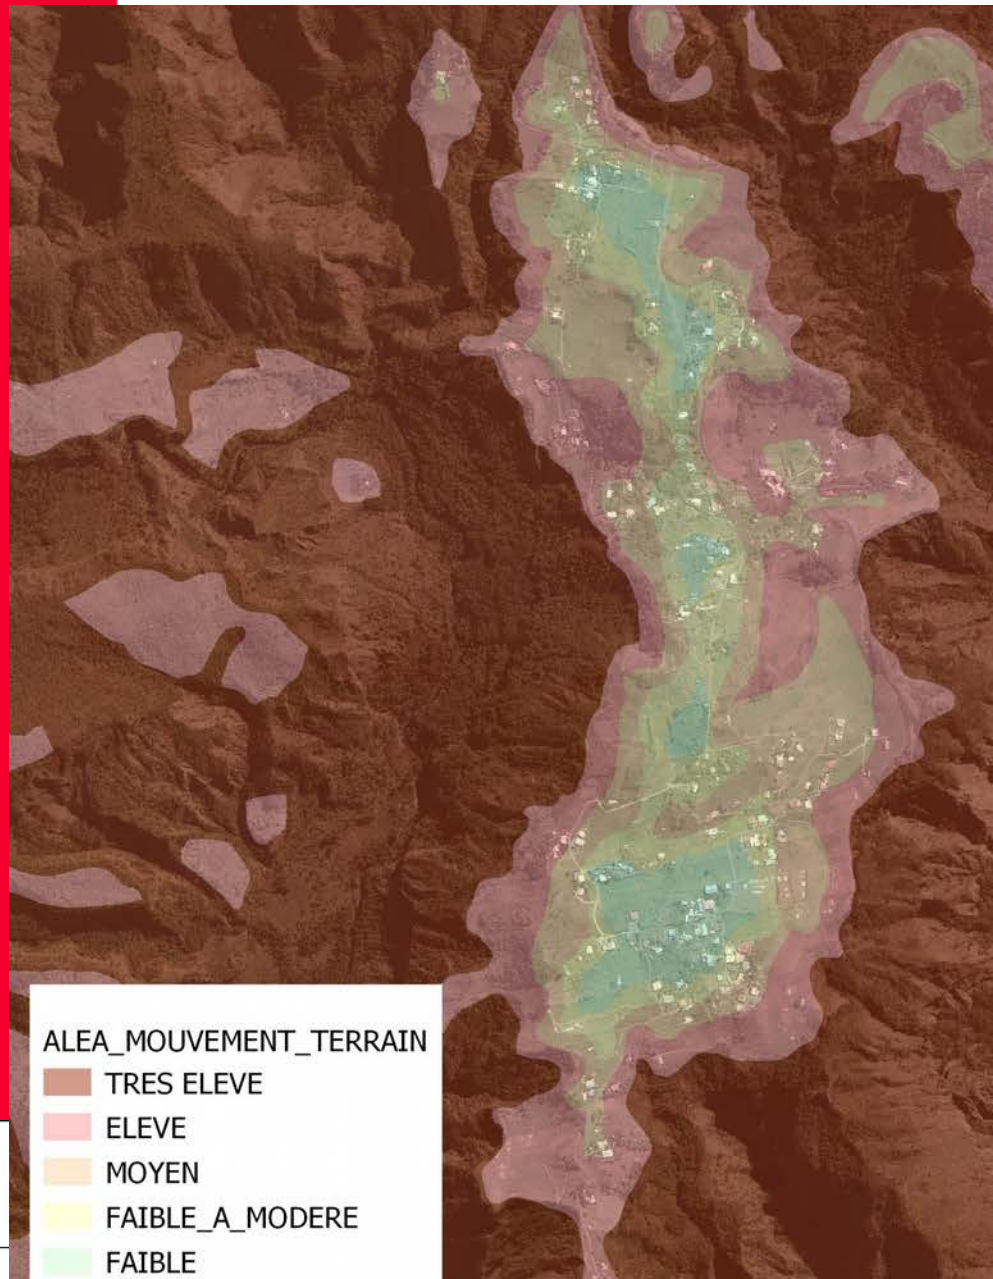 ALEA_MOUVEMENT_TERRAIN
TRES ELEVE
ELEVE
MOYEN
FAIBLE_A_MODERE
FAIBLE